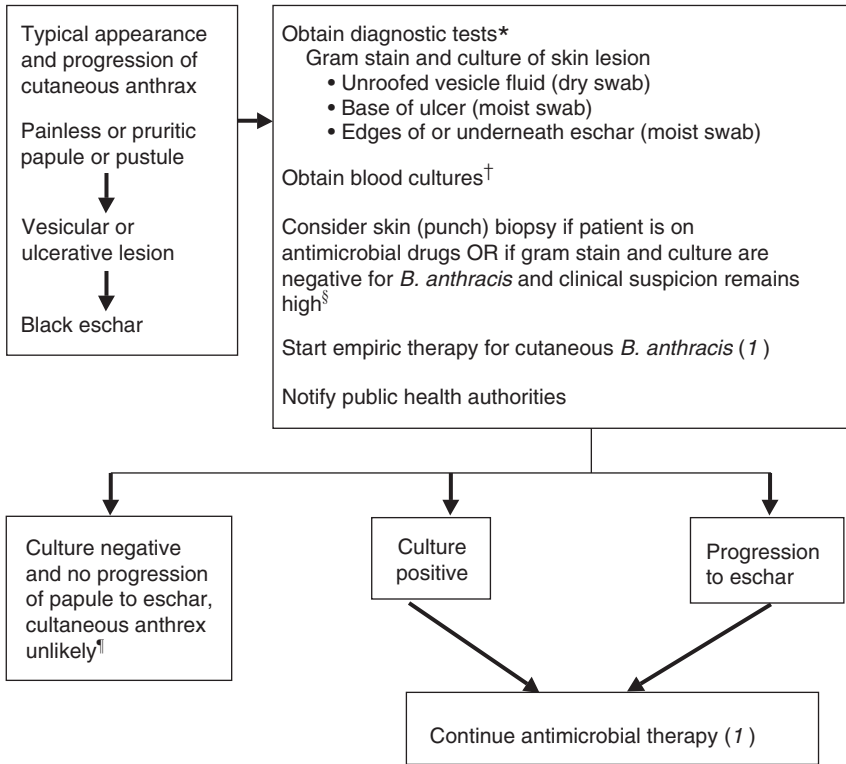 Typical appearance
and progression of
cutaneous anthrax
Painless or pruritic
papule or pustule
Vesicular or
ulcerative lesion
Black eschar
Obtain diagnostic tests*
Gram stain and culture of skin lesion
• Unroofed vesicle fluid (dry swab)
• Base of ulcer (moist swab)
• Edges of or underneath eschar (moist swab)
Obtain blood cultures†
Consider skin (punch) biopsy if patient is on
antimicrobial drugs OR if gram stain and culture are
negative for B. anthracis and clinical suspicion remains
high§
Start empiric therapy for cutaneous B. anthracis (1)
Notify public health authorities
Culture negative
and no progression
of papule to eschar,
cultaneous anthrex
unlikely¶
Culture
positive
Progression
to eschar
Continue antimicrobial therapy (1)